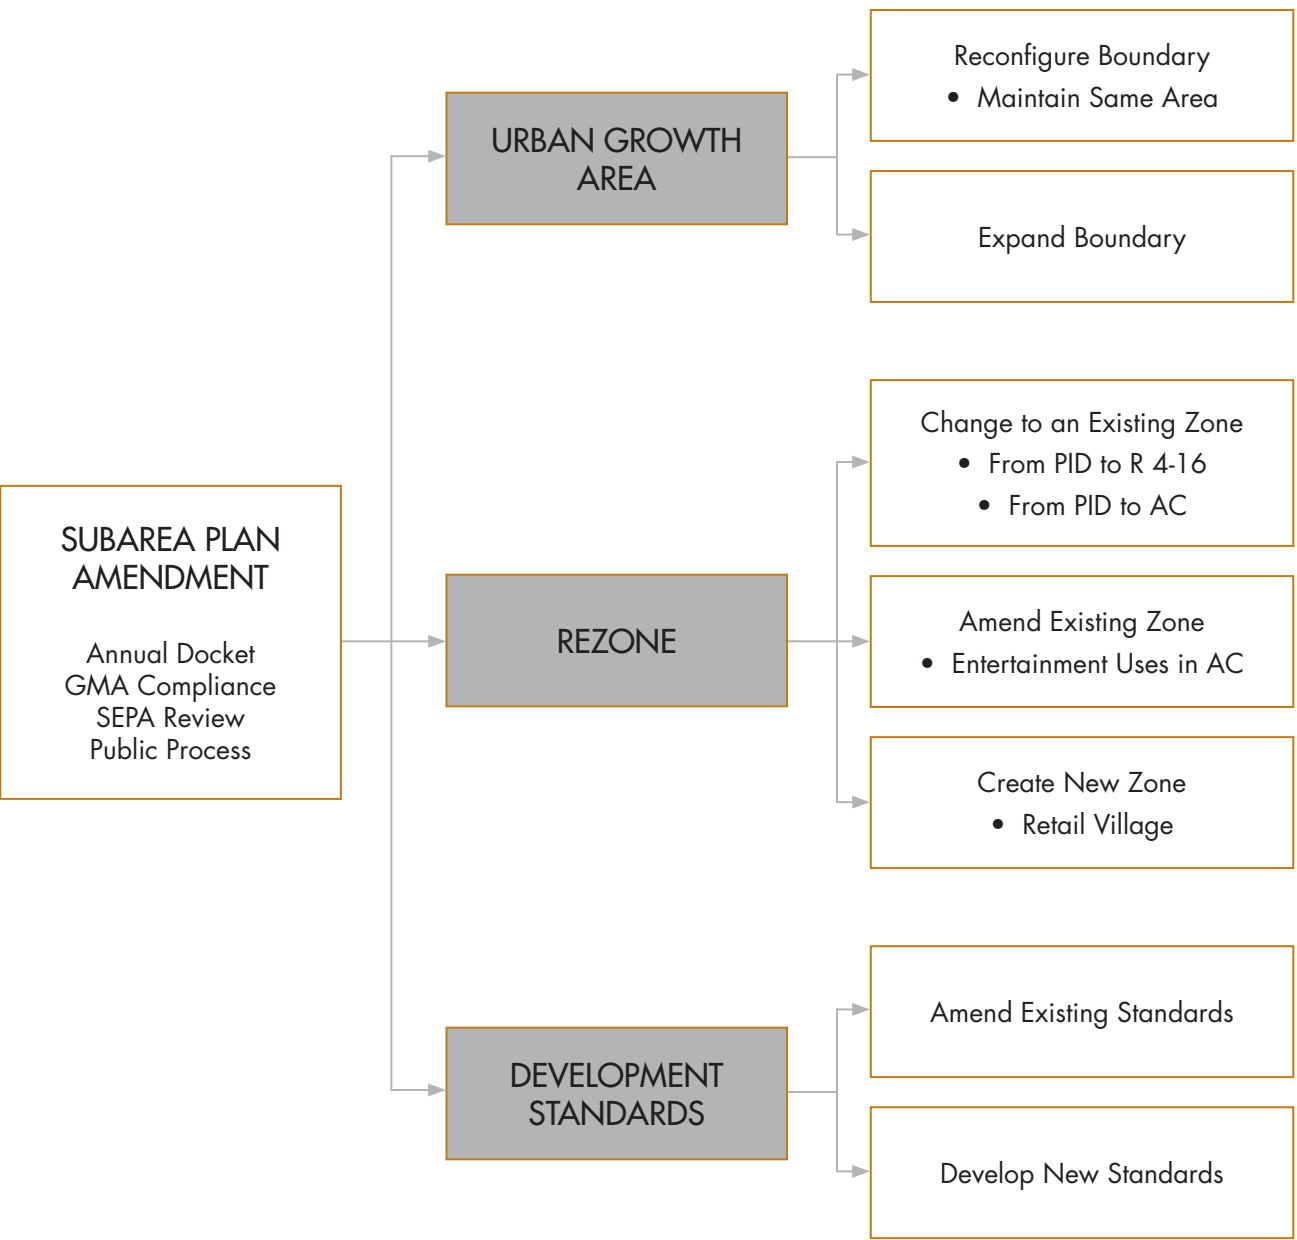 SUBAREA PLAN
AMENDMENT
Annual Docket
GMA Compliance
SEPA Review
Public Process
URBAN GROWTH
AREA
Reconfigure Boundary
• Maintain Same Area
Expand Boundary
REZONE
Change to an Existing Zone
• From PID to R 4-16
• From PID to AC
Amend Existing Zone
• Entertainment Uses in AC
Create New Zone
• Retail Village
DEVELOPMENT
STANDARDS
Amend Existing Standards
Develop New Standards